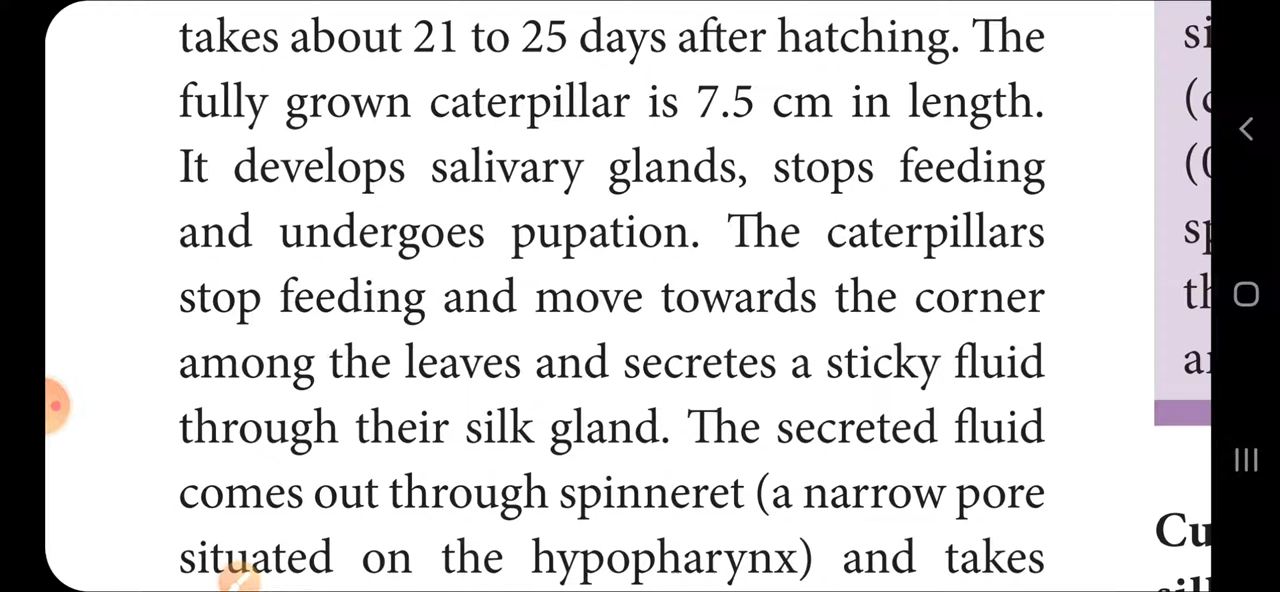 takes about 21 to 25 days after hatching. The
fully grown caterpillar is 7.5 cm in length.
It develops salivary glands, stops feeding
and undergoes pupation. The caterpillars
stop feeding and move towards the corner
among the leaves and secretes a sticky fluid
through their silk gland. The secreted fluid
comes out through spinneret (a narrow pore
situated on the hypopharynx) and takes